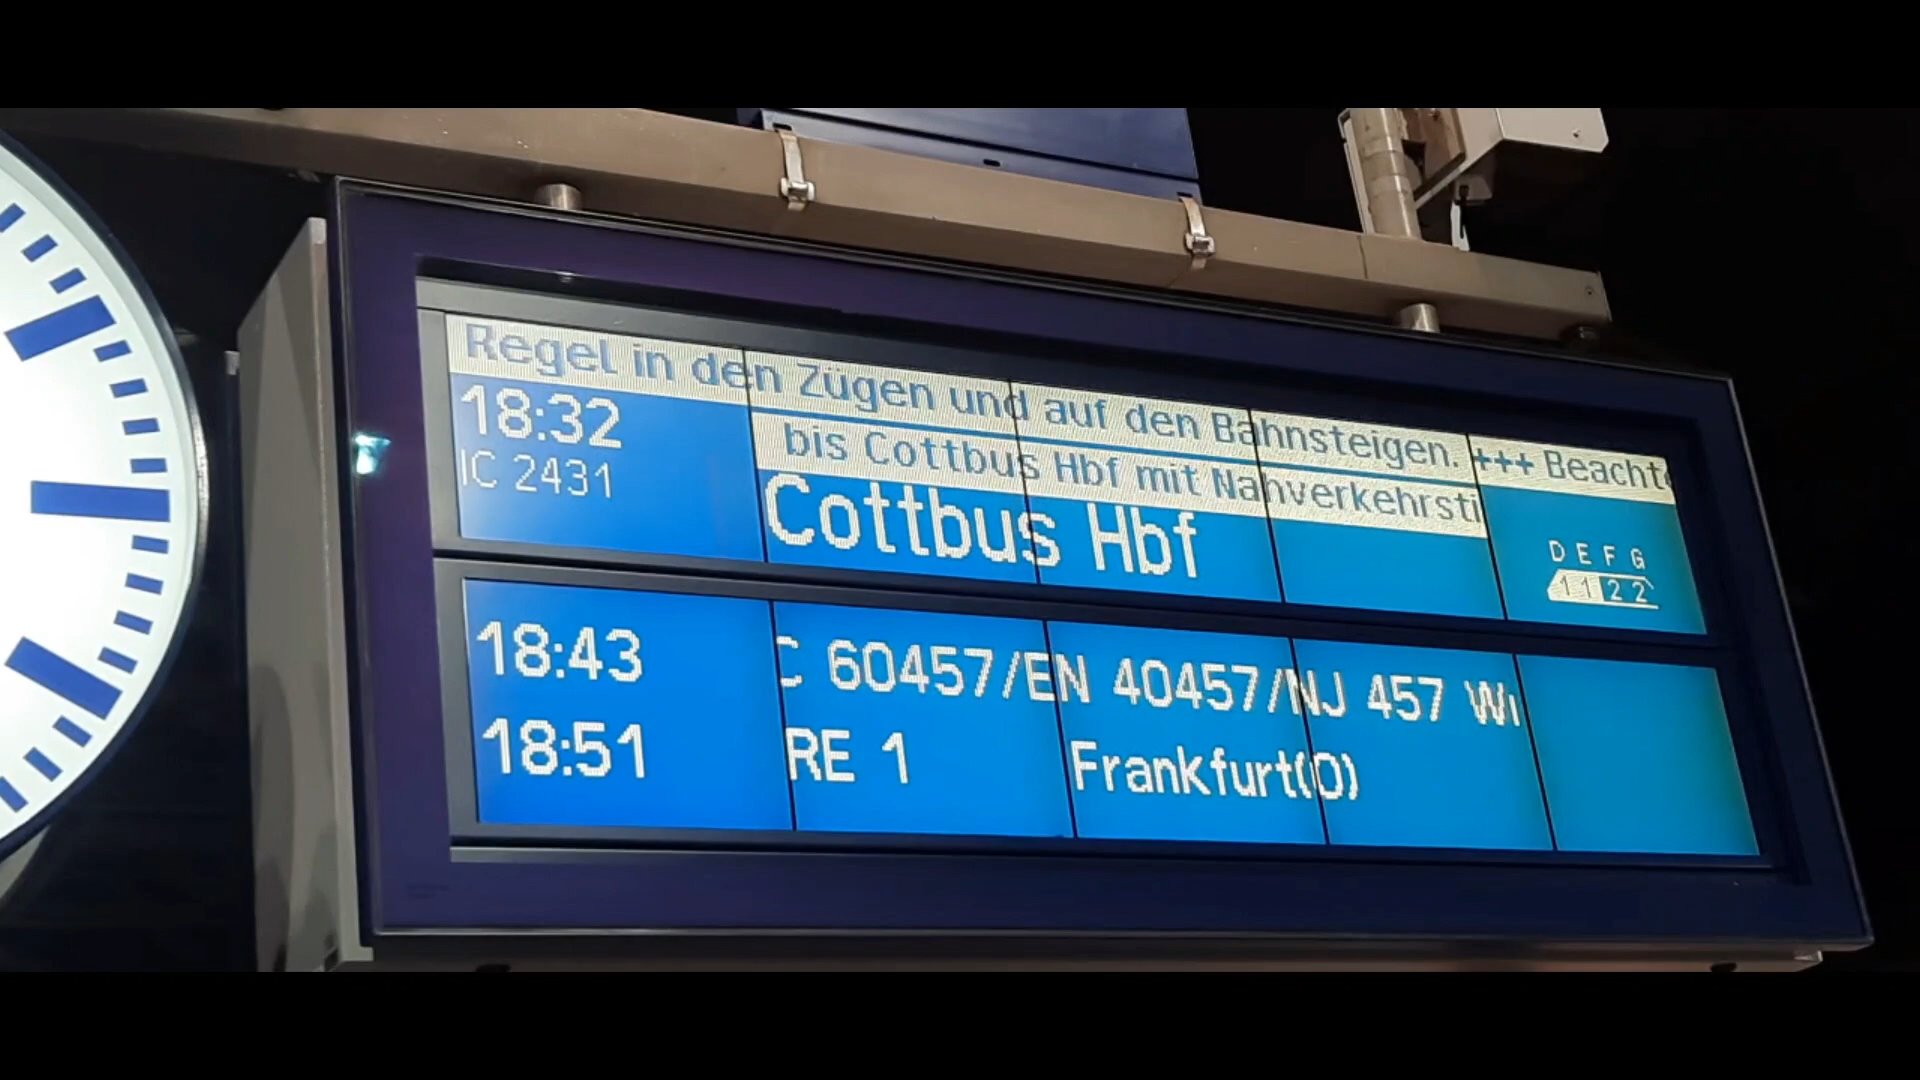 Regel in den Zügen und auf den Bahnsteigen. +++ Beachte
18:32
bis Cottbus Hbf mit Nahverkehrsti
IC 2431
Cottbus Hbf
D E F G
1 1 2 2
18:43 C 60457/EN 40457/NJ 457 Wi
18:51 RE 1 Frankfurt(O)